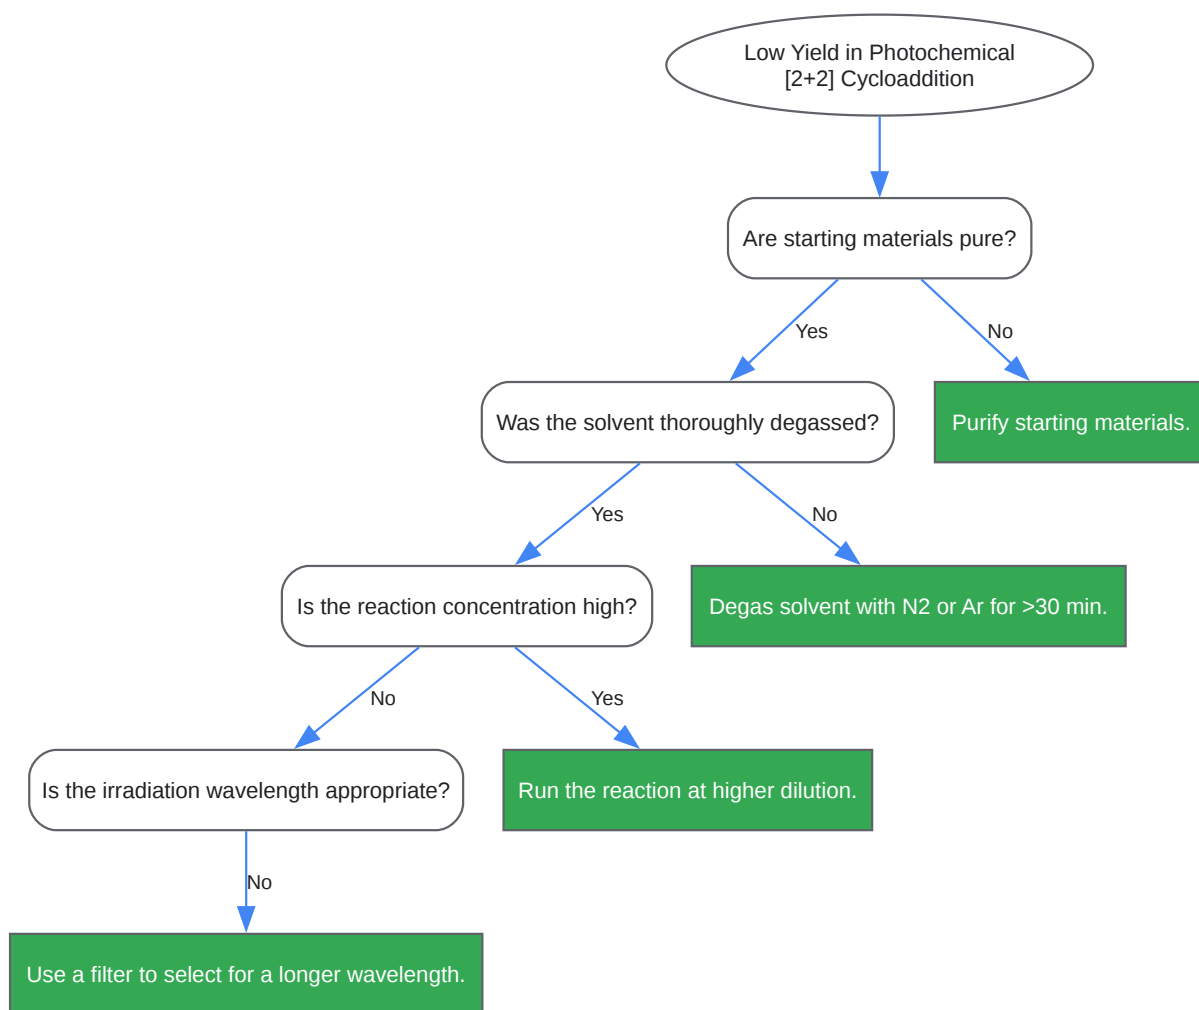 Low Yield in Photochemical
[2+2] Cycloaddition
Are starting materials pure?
Yes
No
Was the solvent thoroughly degassed?
Purify starting materials.
Yes
No
Is the reaction concentration high?
Degas solvent with N2 or Ar for >30 min.
No
Yes
Is the irradiation wavelength appropriate?
Run the reaction at higher dilution.
No
Use a filter to select for a longer wavelength.